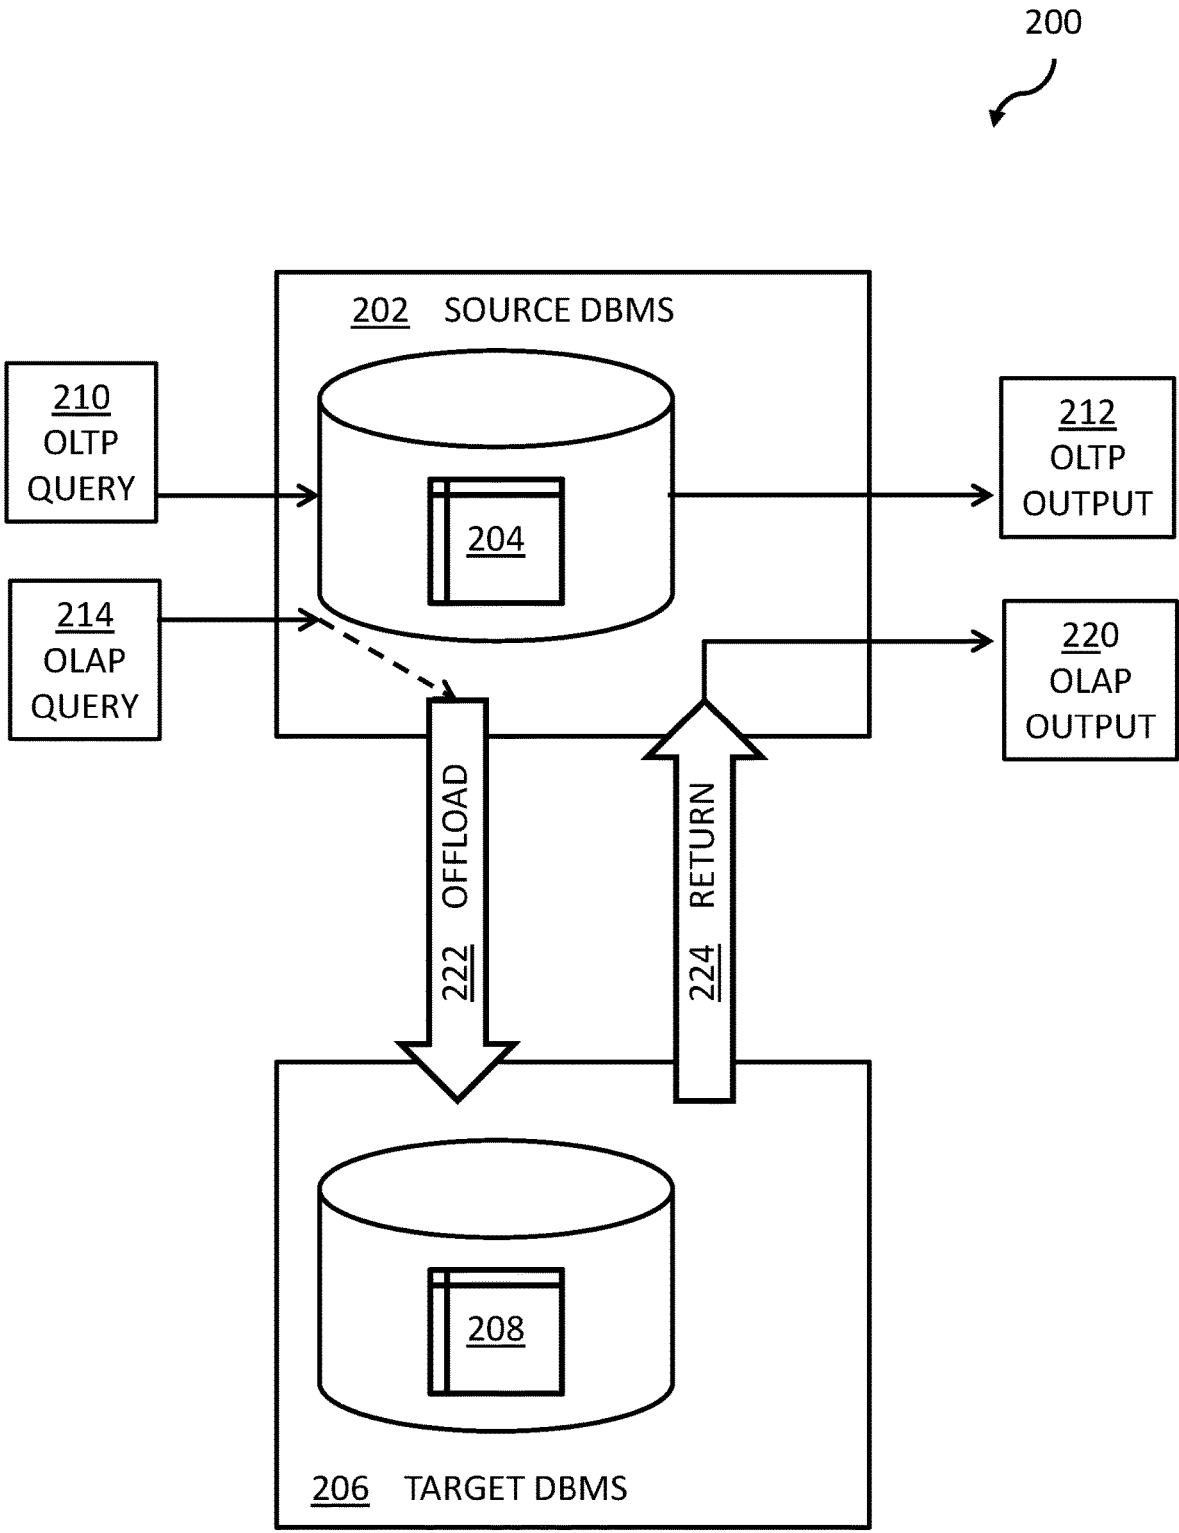 200
202 SOURCE DBMS
210
OLTP
QUERY
204
212
OLTP
OUTPUT
214
OLAP
QUERY
220
OLAP
OUTPUT
222 OFFLOAD
224 RETURN
208
206 TARGET DBMS